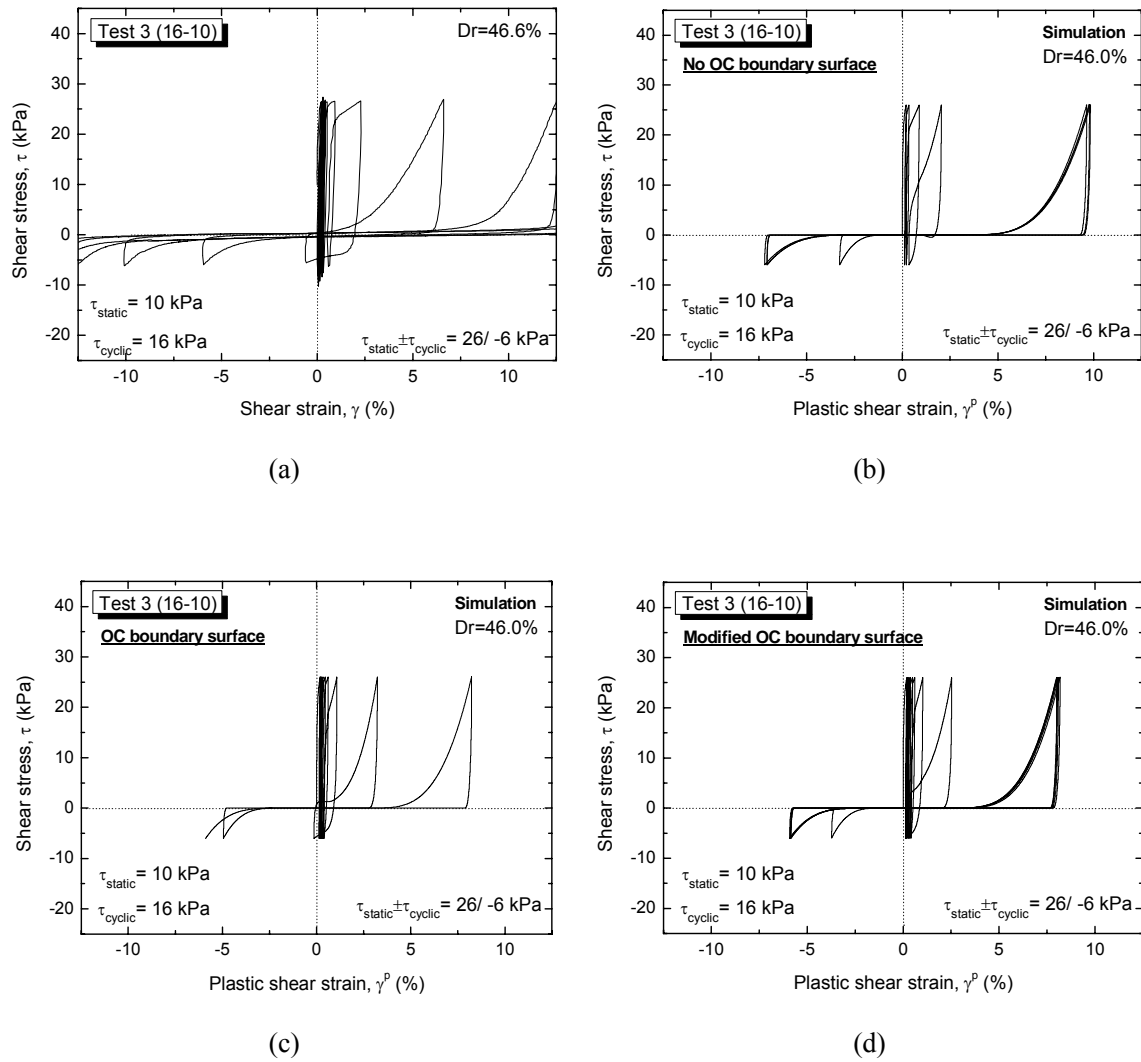 Test 3 (16-10)
Dr=46.6%
40
30
20
10
0
-10
-20
Shear stress, τ (kPa)
τstatic= 10 kPa
τcyclic= 16 kPa
τstatic±τcyclic= 26/ -6 kPa
-10 -5 0 5 10
Shear strain, γ (%)
(a)
Test 3 (16-10)
Simulation
No OC boundary surface
Dr=46.0%
40
30
20
10
0
-10
-20
Shear stress, τ (kPa)
τstatic= 10 kPa
τcyclic= 16 kPa
τstatic±τcyclic= 26/ -6 kPa
-10 -5 0 5 10
Plastic shear strain, γp (%)
(b)
Test 3 (16-10)
Simulation
OC boundary surface
Dr=46.0%
40
30
20
10
0
-10
-20
Shear stress, τ (kPa)
τstatic= 10 kPa
τcyclic= 16 kPa
τstatic±τcyclic= 26/ -6 kPa
-10 -5 0 5 10
Plastic shear strain, γp (%)
(c)
Test 3 (16-10)
Simulation
Modified OC boundary surface
Dr=46.0%
40
30
20
10
0
-10
-20
Shear stress, τ (kPa)
τstatic= 10 kPa
τcyclic= 16 kPa
τstatic±τcyclic= 26/ -6 kPa
-10 -5 0 5 10
Plastic shear strain, γp (%)
(d)